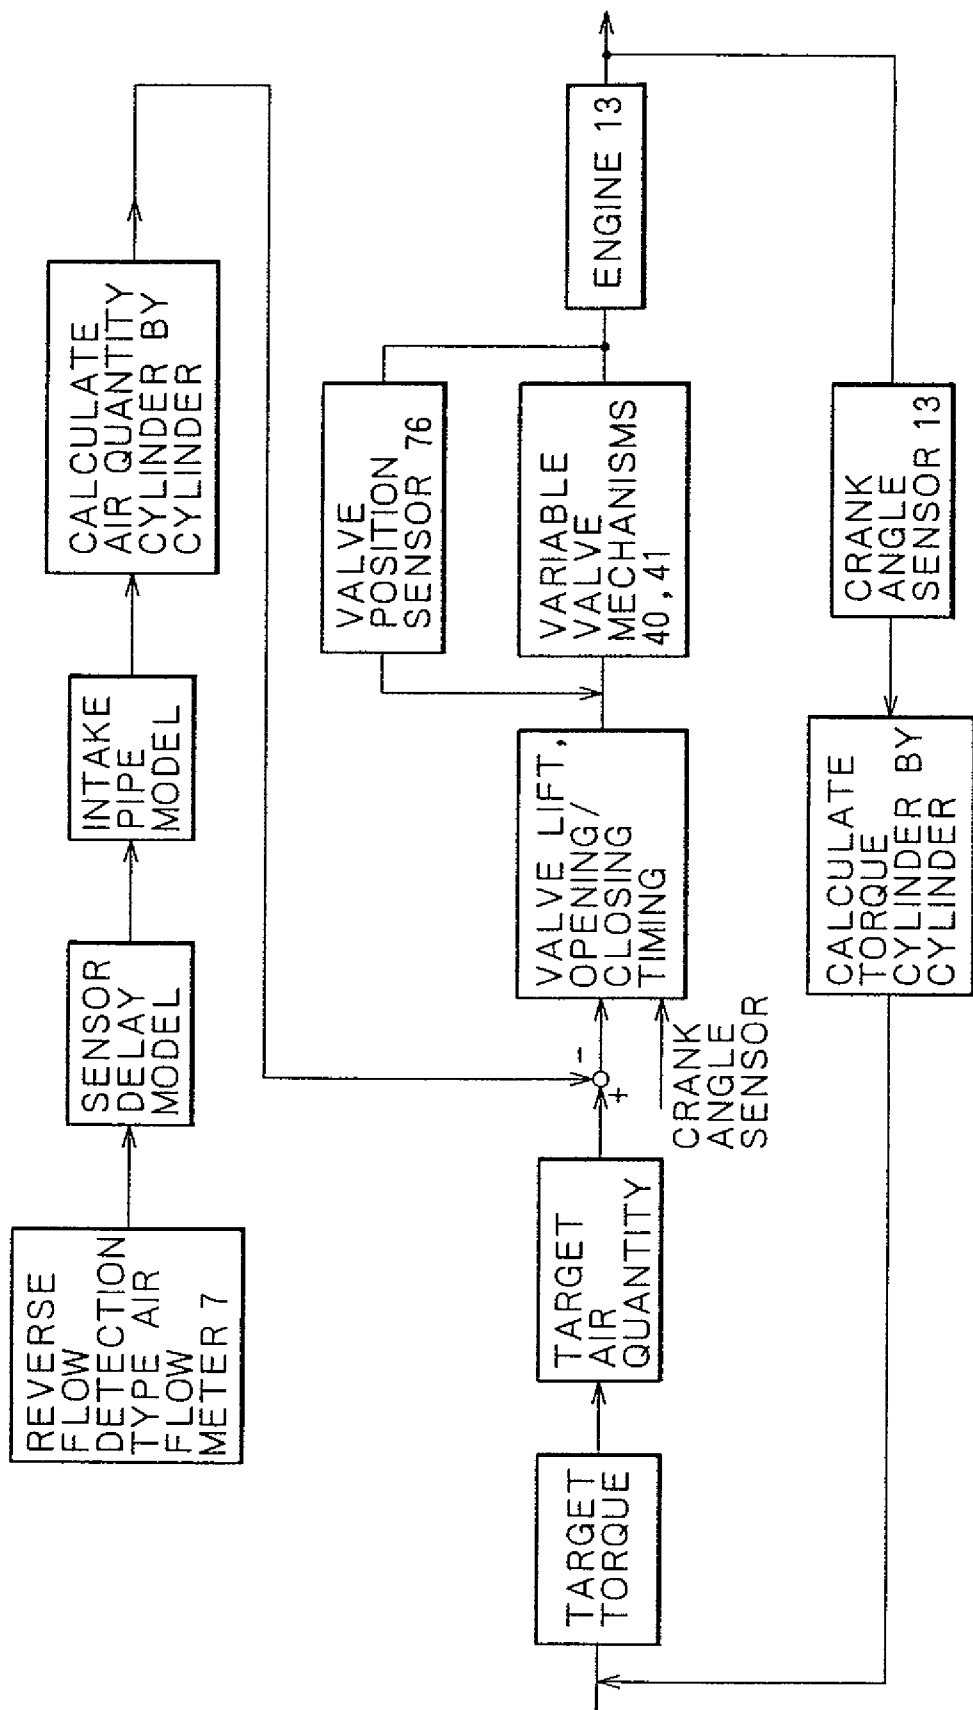 REVERSE
FLOW
DETECTION
TYPE AIR
FLOW
METER 7
SENSOR
DELAY
MODEL
INTAKE
PIPE
MODEL
CALCULATE
AIR QUANTITY
CYLINDER BY
CYLINDER
VALVE
POSITION
SENSOR 76
TARGET
TORQUE
TARGET
AIR
QUANTITY
+
-
CRANK
ANGLE
SENSOR
VALVE LIFT,
OPENING/
CLOSING
TIMING
VARIABLE
VALVE
MECHANISMS
40,41
ENGINE 13
CALCULATE
TORQUE
CYLINDER BY
CYLINDER
CRANK
ANGLE
SENSOR 13